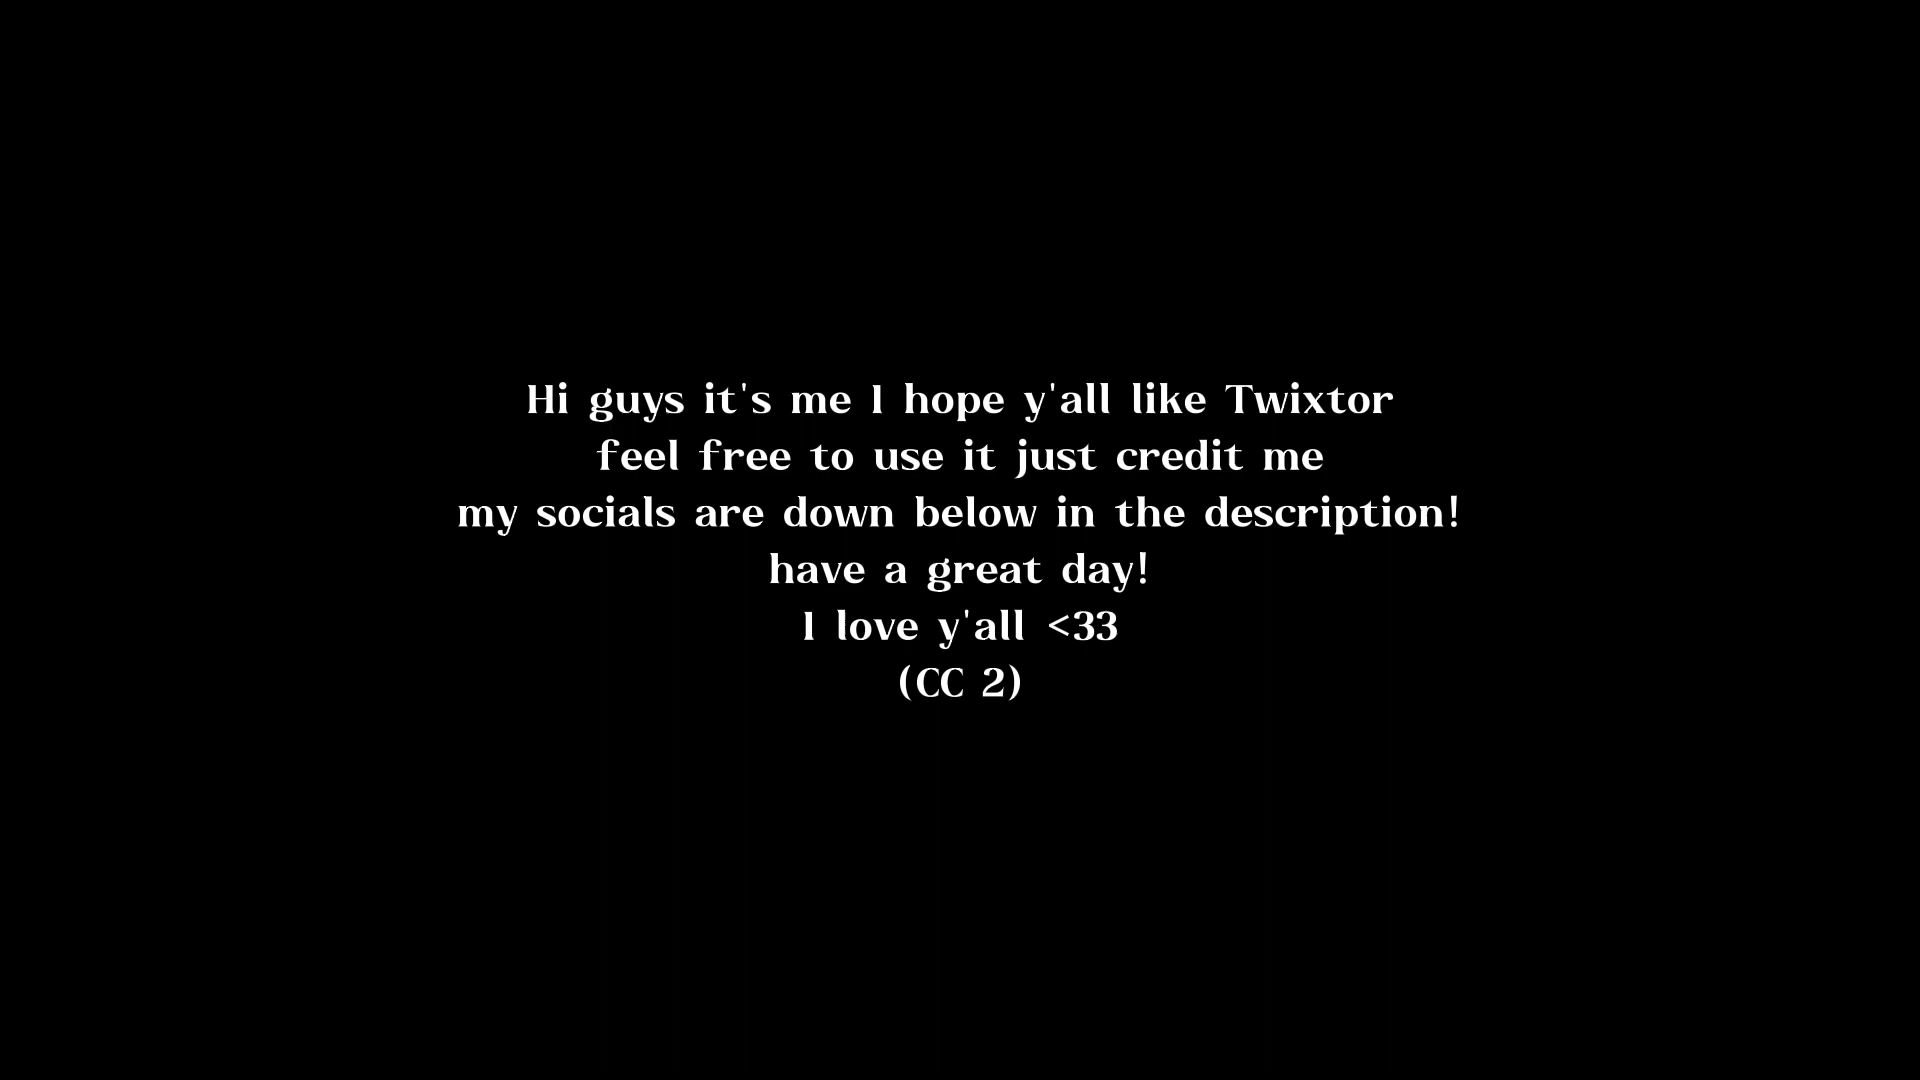 Hi guys it's me I hope y'all like Twixtor
feel free to use it just credit me
my socials are down below in the description!
have a great day!
I love y'all <33
(CC 2)